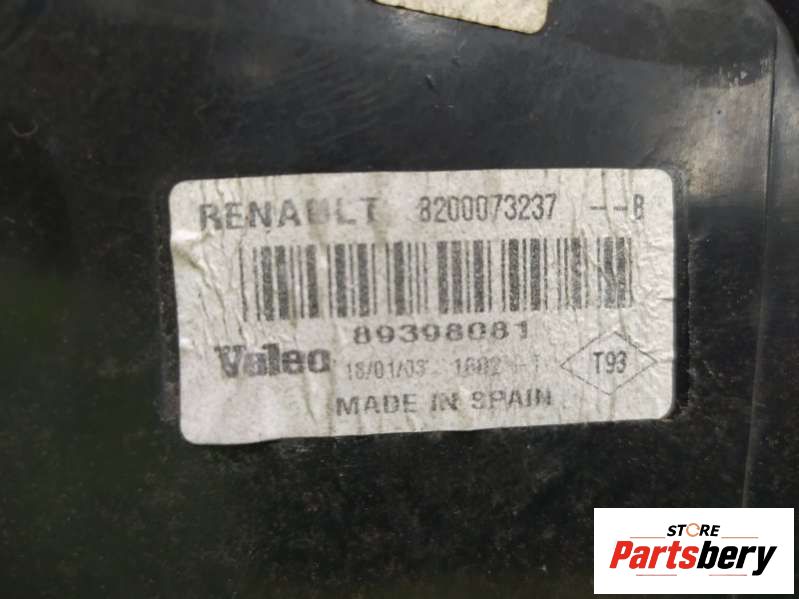 RENAULT 8200073237 --B
89398081
Valeo 18/01/03
T93
MADE IN SPAIN
STORE
Partsbery